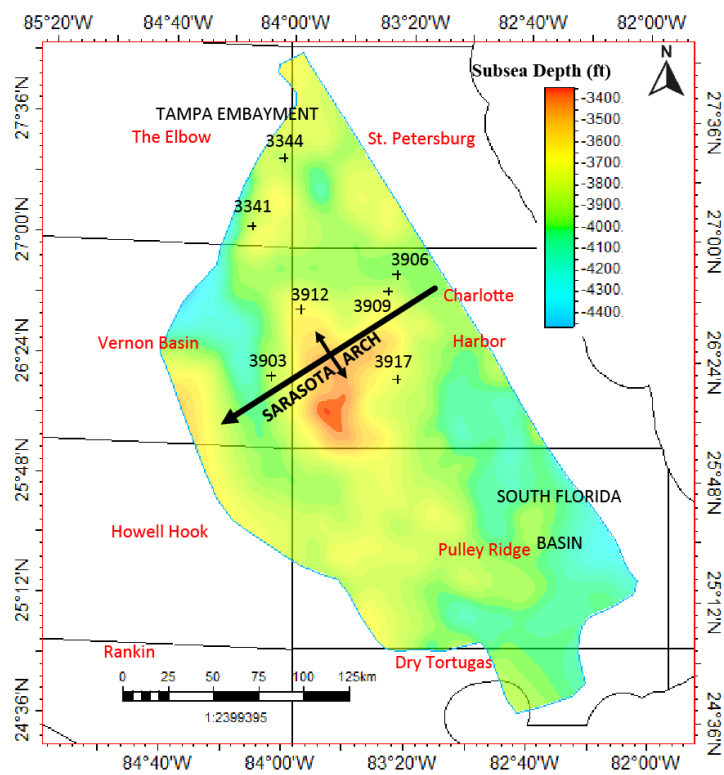 85°20'W 84°40'W 84°00'W 83°20'W 82°40'W 82°00'W
N
Subsea Depth (ft)
-3400.
-3500.
-3600.
-3700.
-3800.
-3900.
-4000.
-4100.
-4200.
-4300.
-4400.
27°36'N 27°36'N
TAMPA EMBAYMENT
The Elbow
St. Petersburg
3344
3341
27°00'N 27°00'N
3906
3912
3909
Charlotte
Harbor
26°24'N 26°24'N
Vernon Basin
3903
SARASOTA ARCH
3917
25°48'N 25°48'N
SOUTH FLORIDA
BASIN
Howell Hook
Pulley Ridge
25°12'N 25°12'N
Rankin
Dry Tortugas
0 25 50 75 100 125km
1:2399395
24°36'N 24°36'N
84°40'W 84°00'W 83°20'W 82°40'W 82°00'W